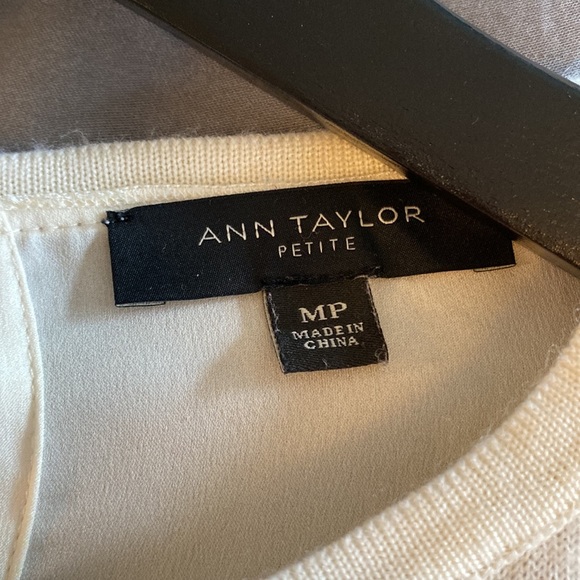 ANN TAYLOR
PETITE
MP
MADE IN
CHINA